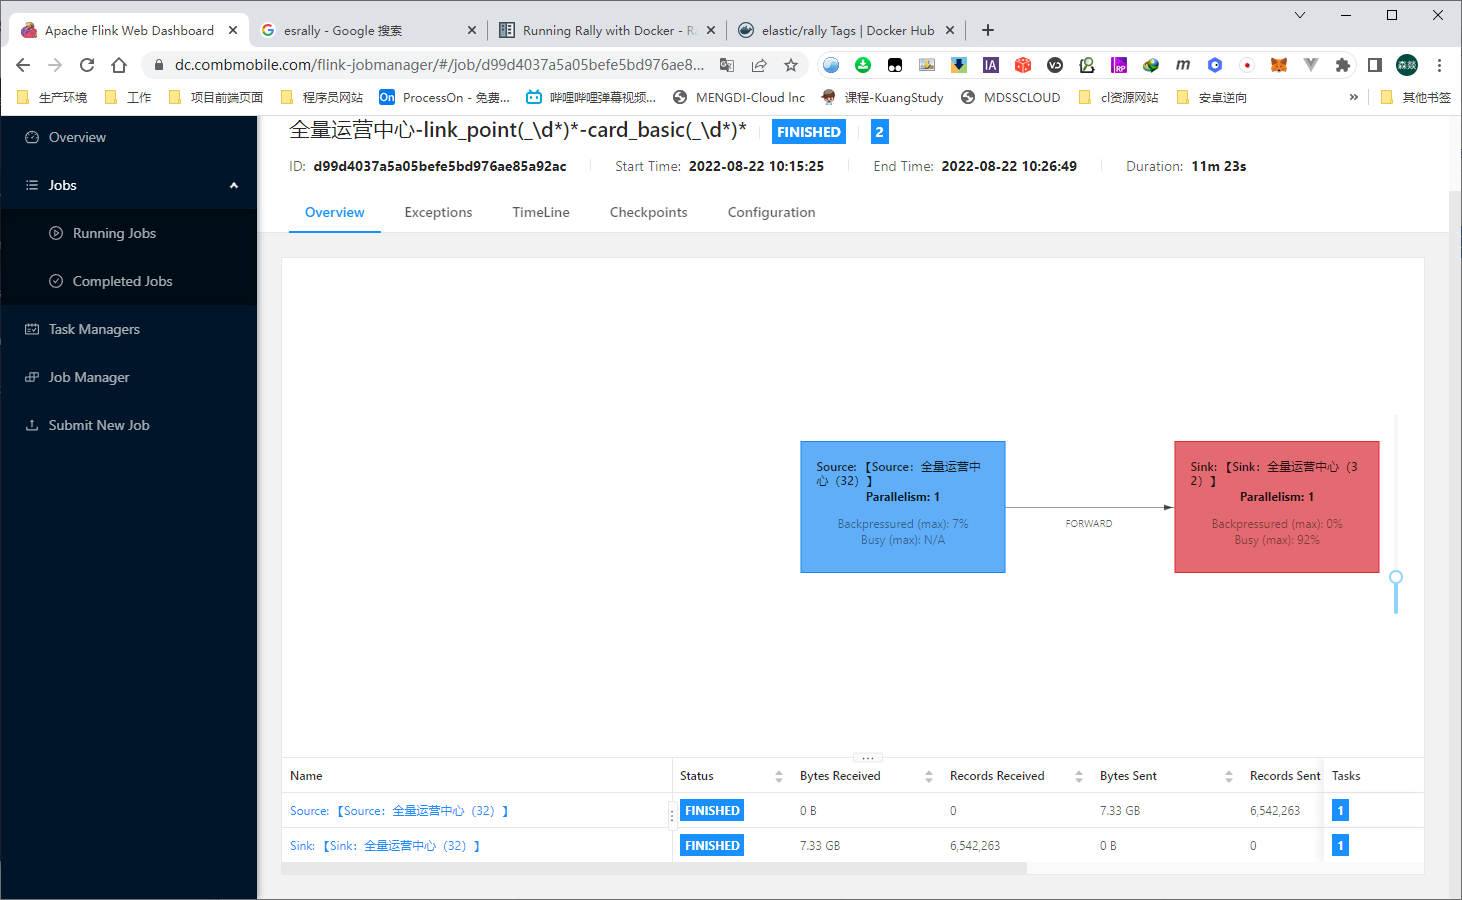 Apache Flink Web Dashboard
esrally - Google 搜索
Running Rally with Docker - Ra
elastic/rally Tags | Docker Hub
dc.combmobile.com/flink-jobmanager/#/job/d99d4037a5a05befe5bd976ae8...
生产环境 工作 项目前端页面 程序员网站 On ProcessOn - 免费... 哔哩哔哩弹幕视频... MENGDI-Cloud Inc 课程-KuangStudy MDSSCLOUD cl资源网站 安卓逆向 » 其他书签
Overview
Jobs
Running Jobs
Completed Jobs
Task Managers
Job Manager
Submit New Job
全量运营中心-link_point(_\d*)*-card_basic(_\d*)* FINISHED 2
ID: d99d4037a5a05befe5bd976ae85a92ac Start Time: 2022-08-22 10:15:25 End Time: 2022-08-22 10:26:49 Duration: 11m 23s
Overview Exceptions TimeLine Checkpoints Configuration
Source: 【Source：全量运营中
心（32）】
Parallelism: 1
Backpressured (max): 7%
Busy (max): N/A
FORWARD
Sink: 【Sink：全量运营中心（3
2）】
Parallelism: 1
Backpressured (max): 0%
Busy (max): 92%
Name Status Bytes Received Records Received Bytes Sent Records Sent Tasks
Source: 【Source：全量运营中心（32）】 FINISHED 0 B 0 7.33 GB 6,542,263 1
Sink: 【Sink：全量运营中心（32）】 FINISHED 7.33 GB 6,542,263 0 B 0 1